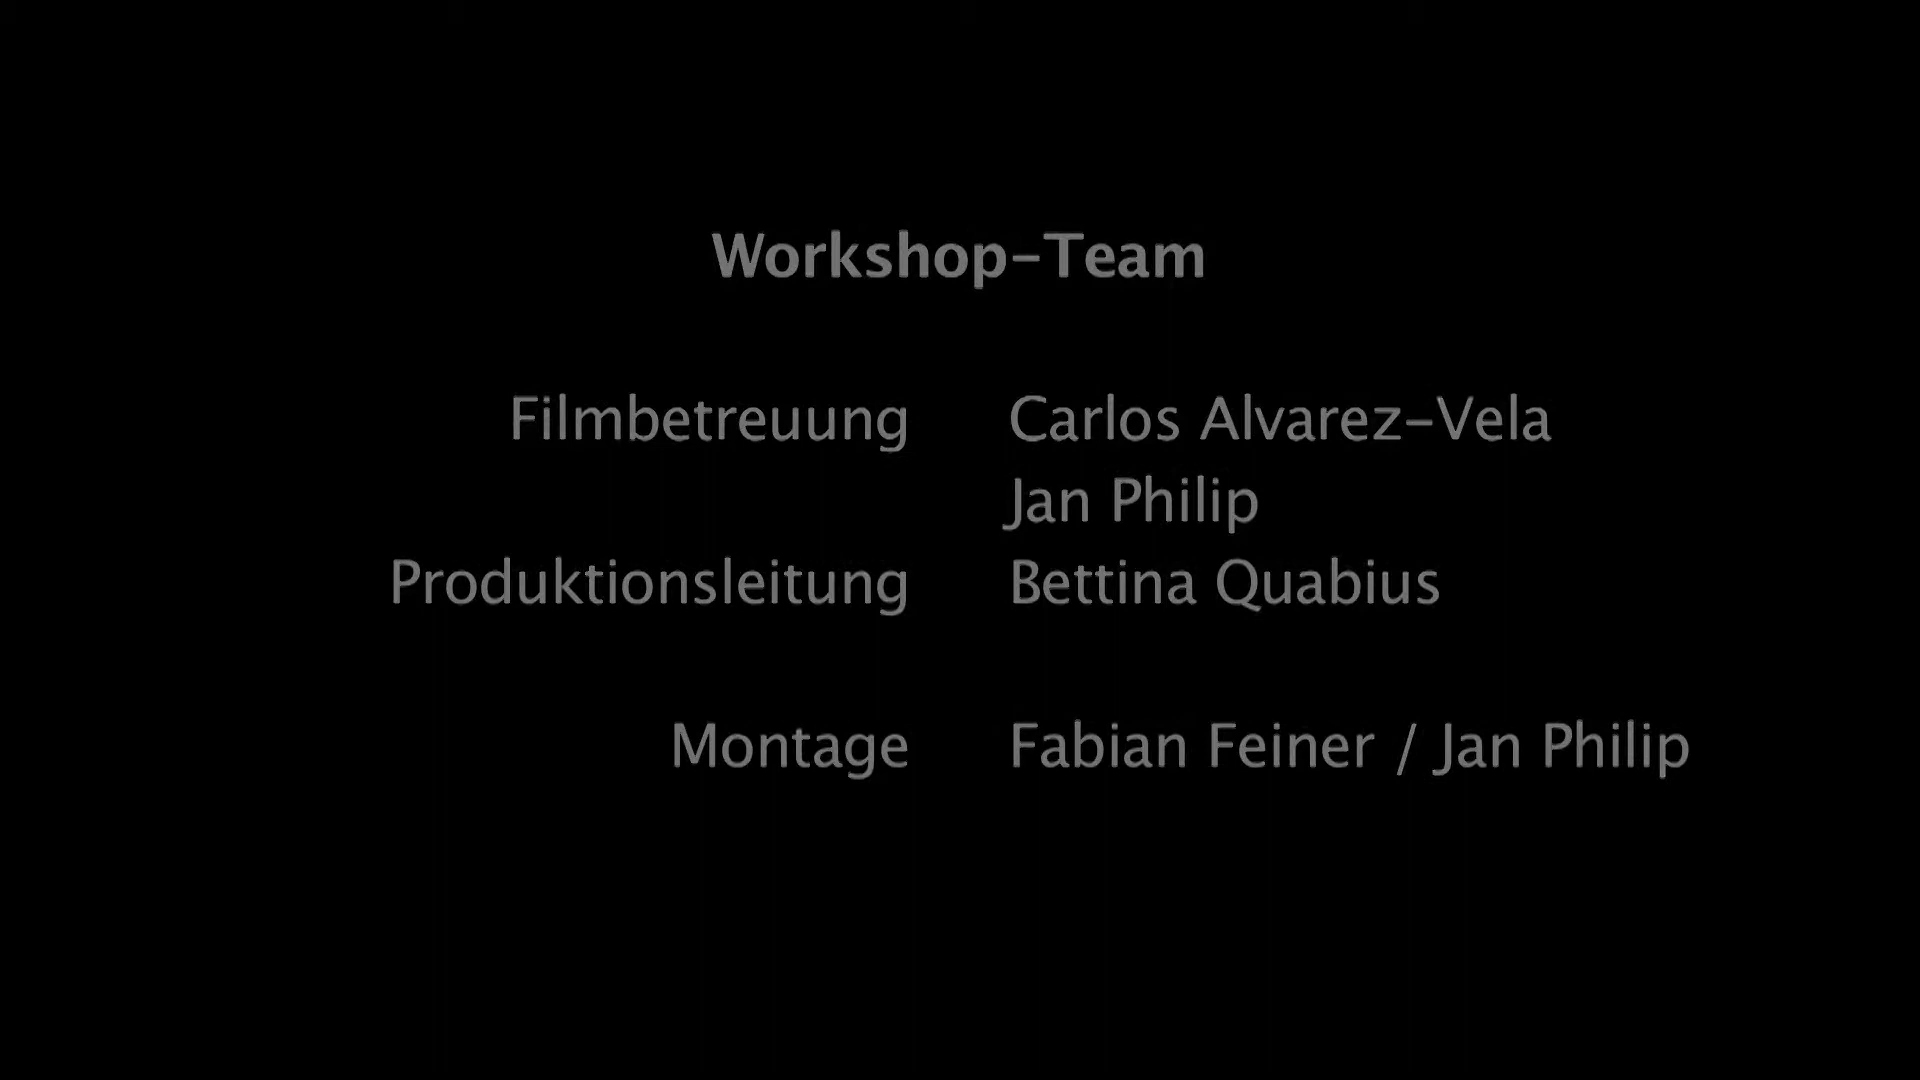 Workshop-Team
Filmbetreuung Carlos Alvarez-Vela
Jan Philip
Produktionsleitung Bettina Quabius
Montage Fabian Feiner / Jan Philip